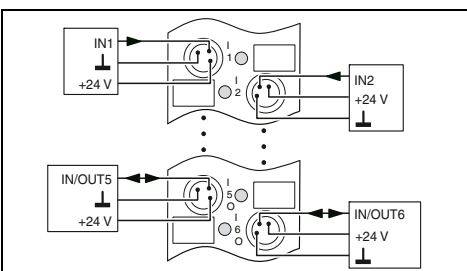 IN1
+24 V
I
1
I
2
IN2
+24 V
IN/OUT5
+24 V
I
5
O
I
6
O
IN/OUT6
+24 V